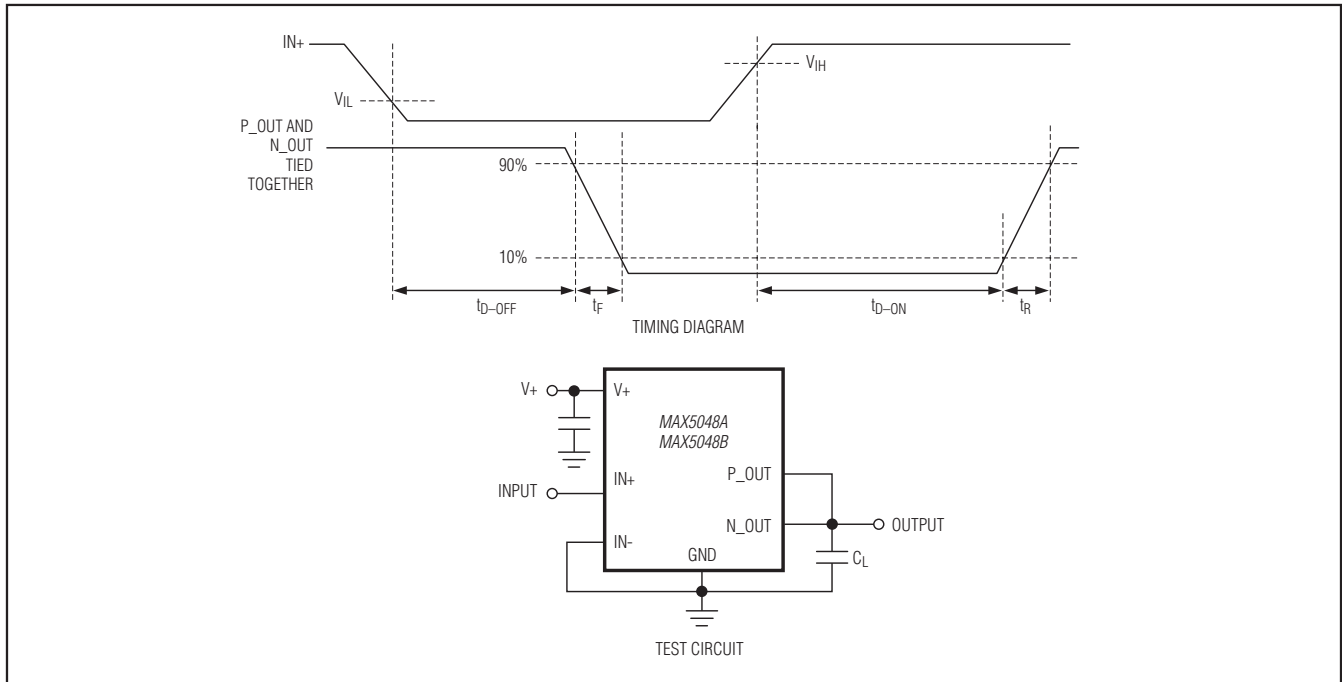 IN+
VIH
VIL
P_OUT AND
N_OUT
TIED
TOGETHER
90%
10%
tD–OFF
tF
tD–ON
tR
TIMING DIAGRAM
V+
V+
MAX5048A
MAX5048B
INPUT
IN+
P_OUT
N_OUT
OUTPUT
IN-
GND
CL
TEST CIRCUIT